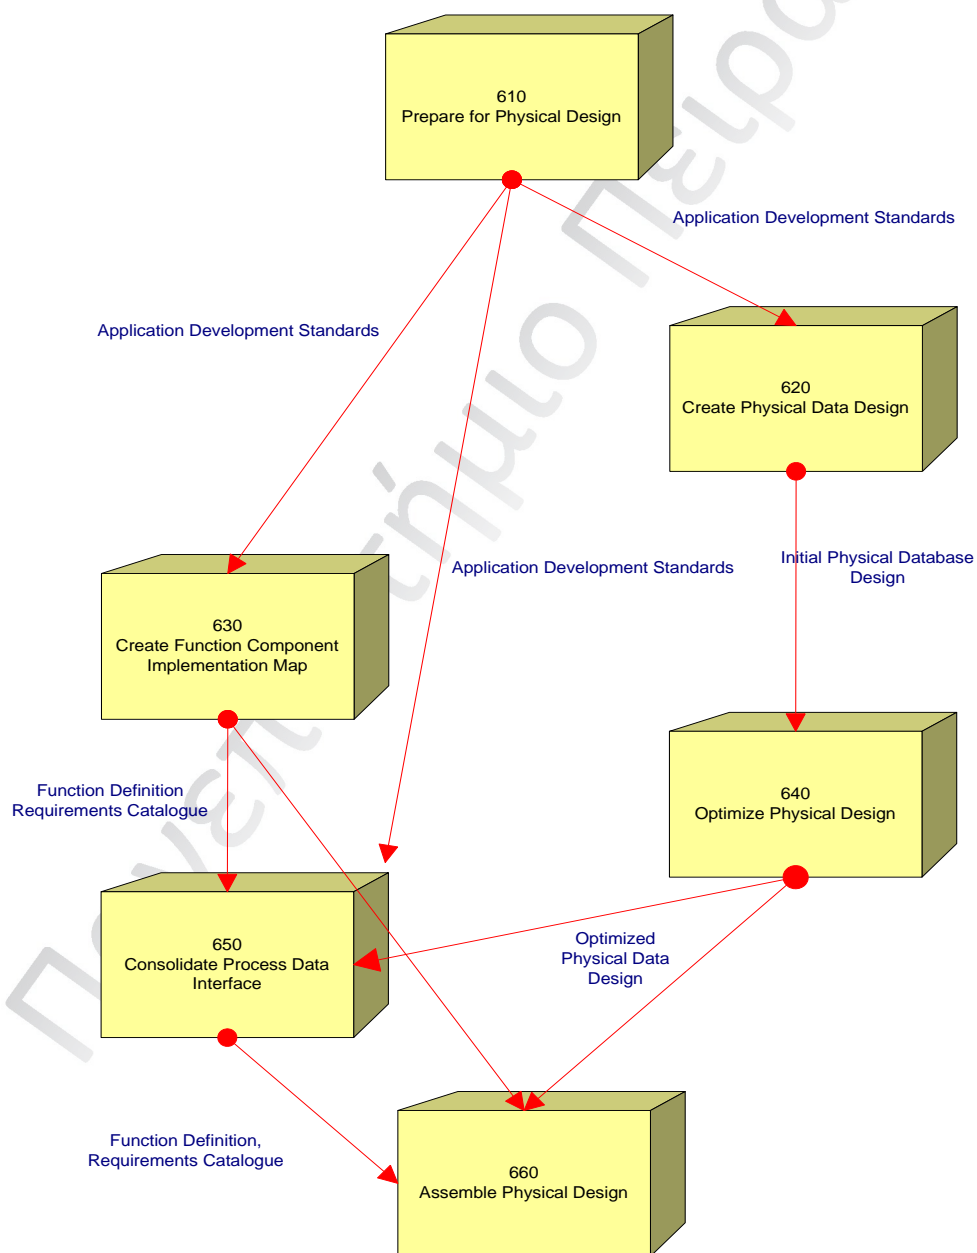 610
Prepare for Physical Design
Application Development Standards
Application Development Standards
620
Create Physical Data Design
Application Development Standards
Initial Physical Database
Design
630
Create Function Component
Implementation Map
Function Definition
Requirements Catalogue
640
Optimize Physical Design
650
Consolidate Process Data
Interface
Optimized
Physical Data
Design
Function Definition,
Requirements Catalogue
660
Assemble Physical Design